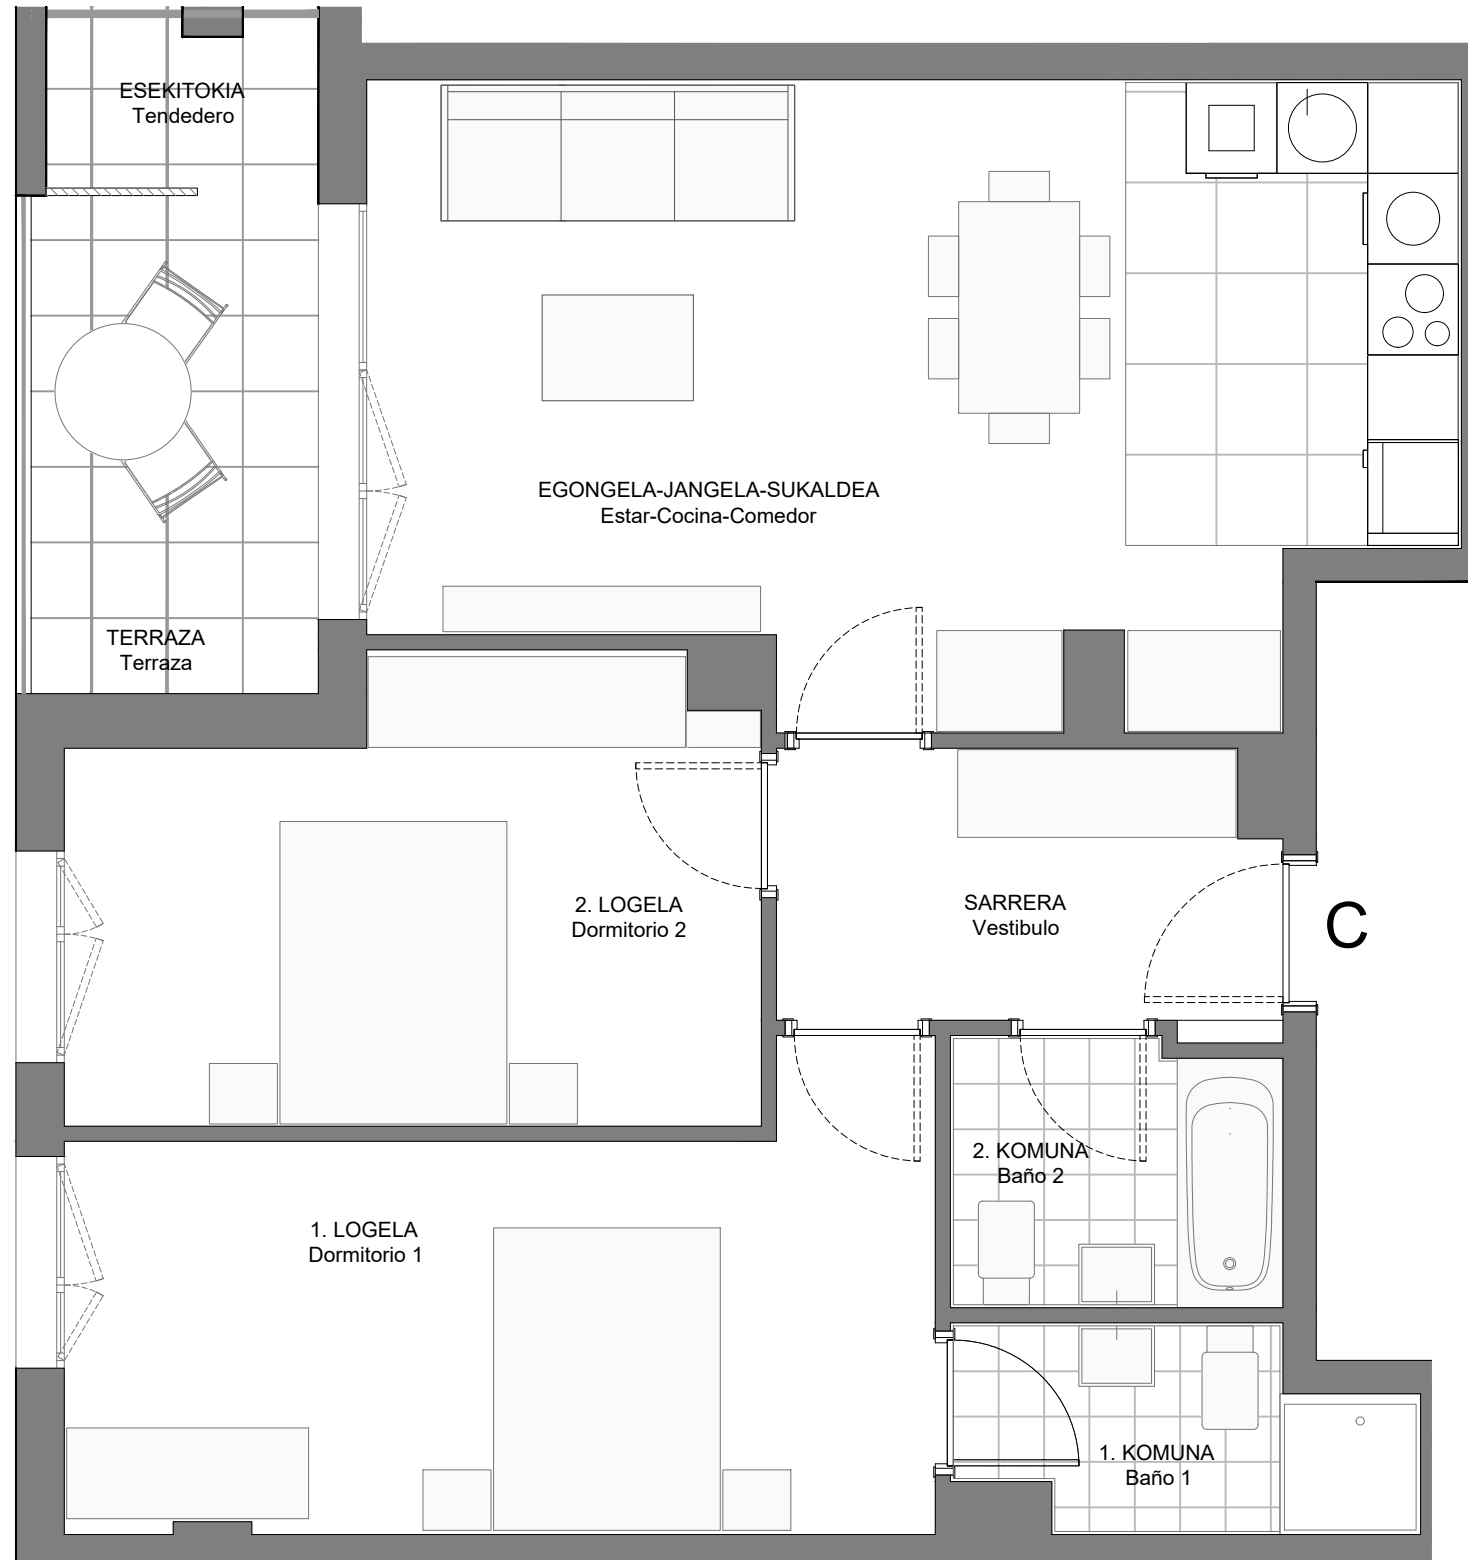 ESEKITOKIA
Tendedero
EGONGELA-JANGELA-SUKALDEA
Estar-Cocina-Comedor
TERRAZA
Terraza
2. LOGELA
Dormitorio 2
SARRERA
Vestibulo
C
2. KOMUNA
Baño 2
1. LOGELA
Dormitorio 1
1. KOMUNA
Baño 1